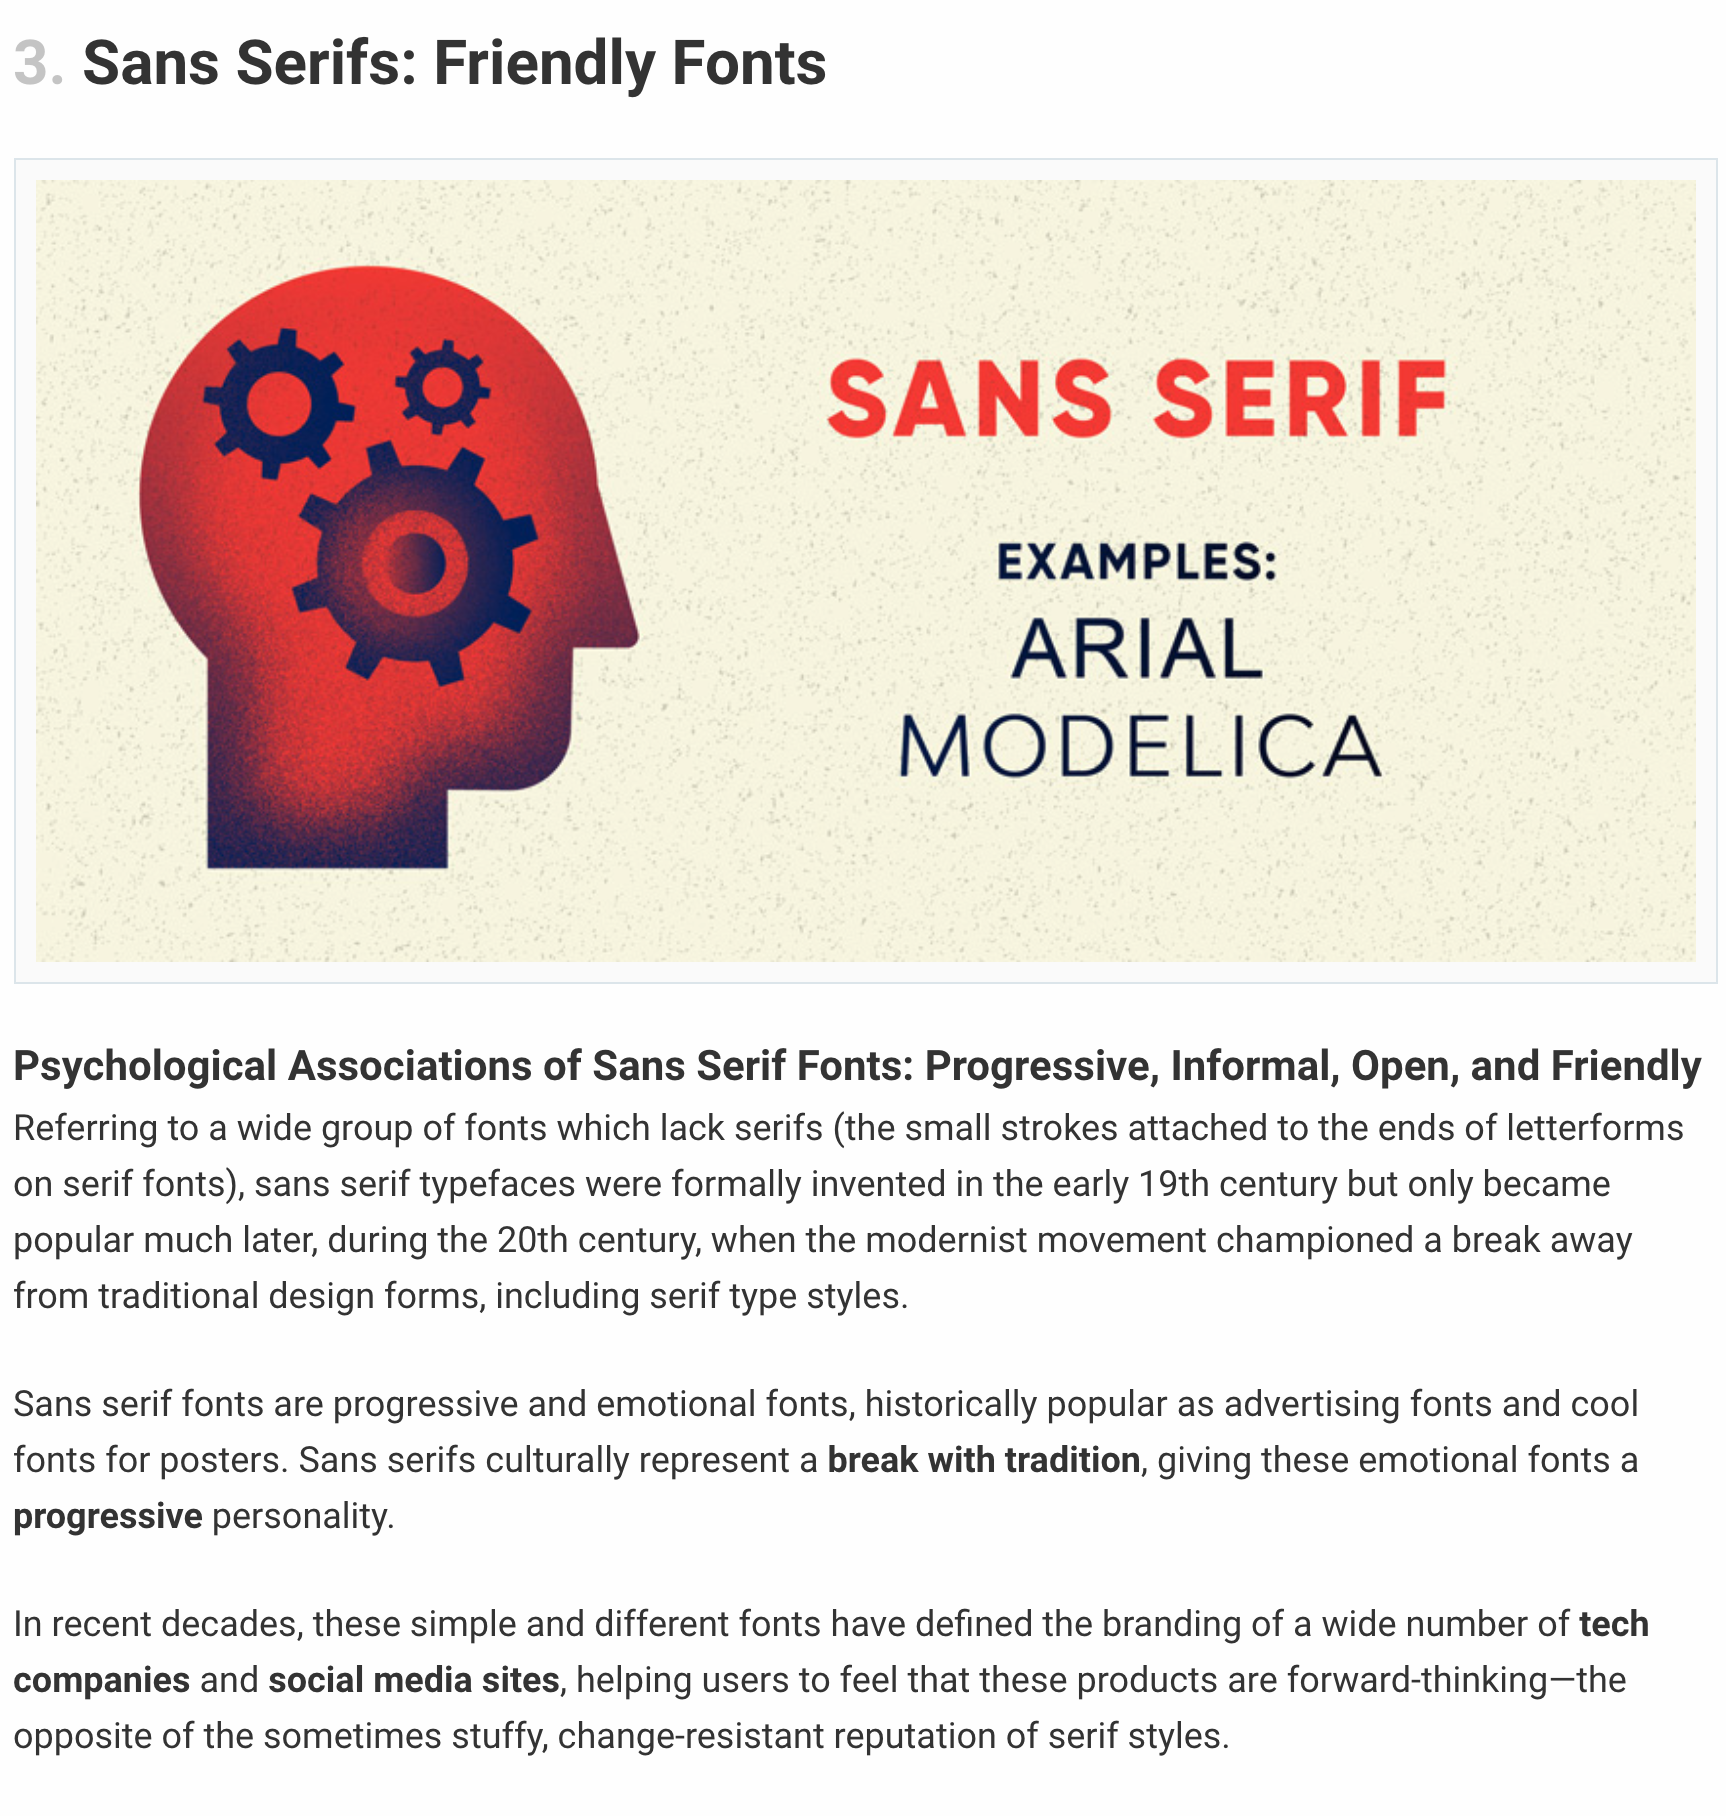 3. Sans Serifs: Friendly Fonts
SANS SERIF
EXAMPLES:
ARIAL
MODELICA
Psychological Associations of Sans Serif Fonts: Progressive, Informal, Open, and Friendly
Referring to a wide group of fonts which lack serifs (the small strokes attached to the ends of letterforms
on serif fonts), sans serif typefaces were formally invented in the early 19th century but only became
popular much later, during the 20th century, when the modernist movement championed a break away
from traditional design forms, including serif type styles.
Sans serif fonts are progressive and emotional fonts, historically popular as advertising fonts and cool
fonts for posters. Sans serifs culturally represent a break with tradition, giving these emotional fonts a
progressive personality.
In recent decades, these simple and different fonts have defined the branding of a wide number of tech
companies and social media sites, helping users to feel that these products are forward-thinking—the
opposite of the sometimes stuffy, change-resistant reputation of serif styles.